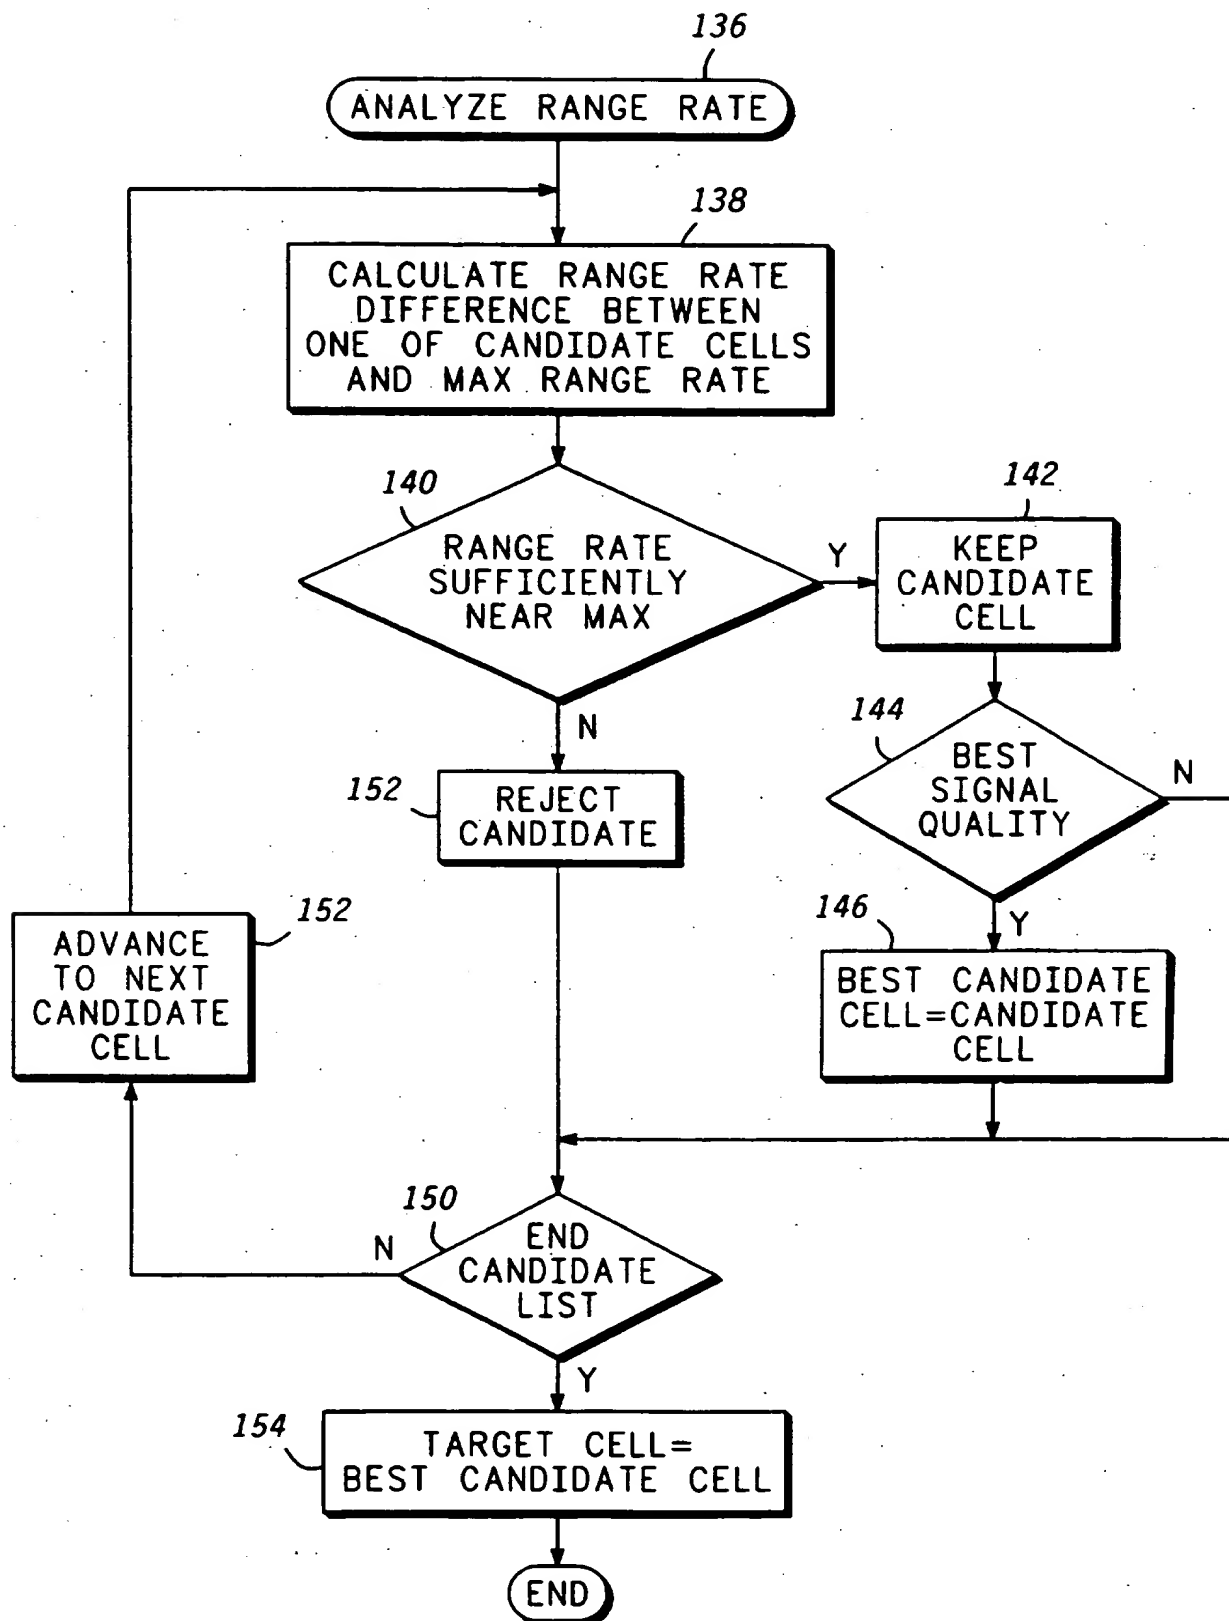 136
ANALYZE RANGE RATE
138
CALCULATE RANGE RATE
DIFFERENCE BETWEEN
ONE OF CANDIDATE CELLS
AND MAX RANGE RATE
140
RANGE RATE
SUFFICIENTLY
NEAR MAX
Y
142
KEEP
CANDIDATE
CELL
N
144
BEST
SIGNAL
QUALITY
N
152
REJECT
CANDIDATE
Y
146
BEST CANDIDATE
CELL=CANDIDATE
CELL
152
ADVANCE
TO NEXT
CANDIDATE
CELL
150
END
CANDIDATE
LIST
N
Y
154
TARGET CELL=
BEST CANDIDATE CELL
END